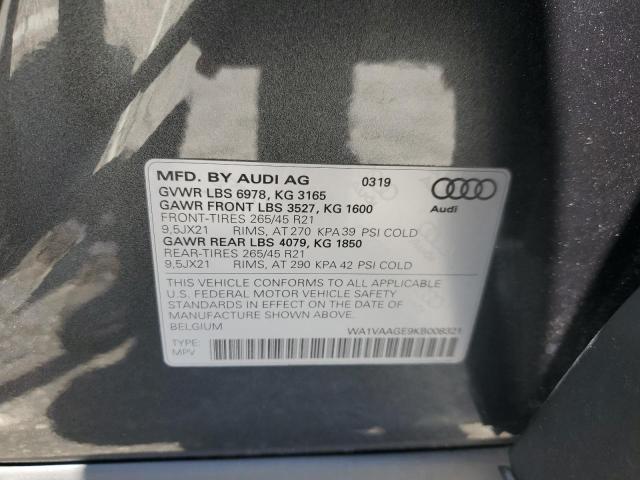 MFD. BY AUDI AG 0319
GVWR LBS 6978, KG 3165
GAWR FRONT LBS 3527, KG 1600
FRONT-TIRES 265/45 R21
9,5JX21 RIMS, AT 270 KPA 39 PSI COLD
GAWR REAR LBS 4079, KG 1850
REAR-TIRES 265/45 R21
9,5JX21 RIMS, AT 290 KPA 42 PSI COLD
Audi
THIS VEHICLE CONFORMS TO ALL APPLICABLE
U.S. FEDERAL MOTOR VEHICLE SAFETY
STANDARDS IN EFFECT ON THE DATE OF
MANUFACTURE SHOWN ABOVE.
BELGIUM WA1VAAGE9KB008321
TYPE:
MPV